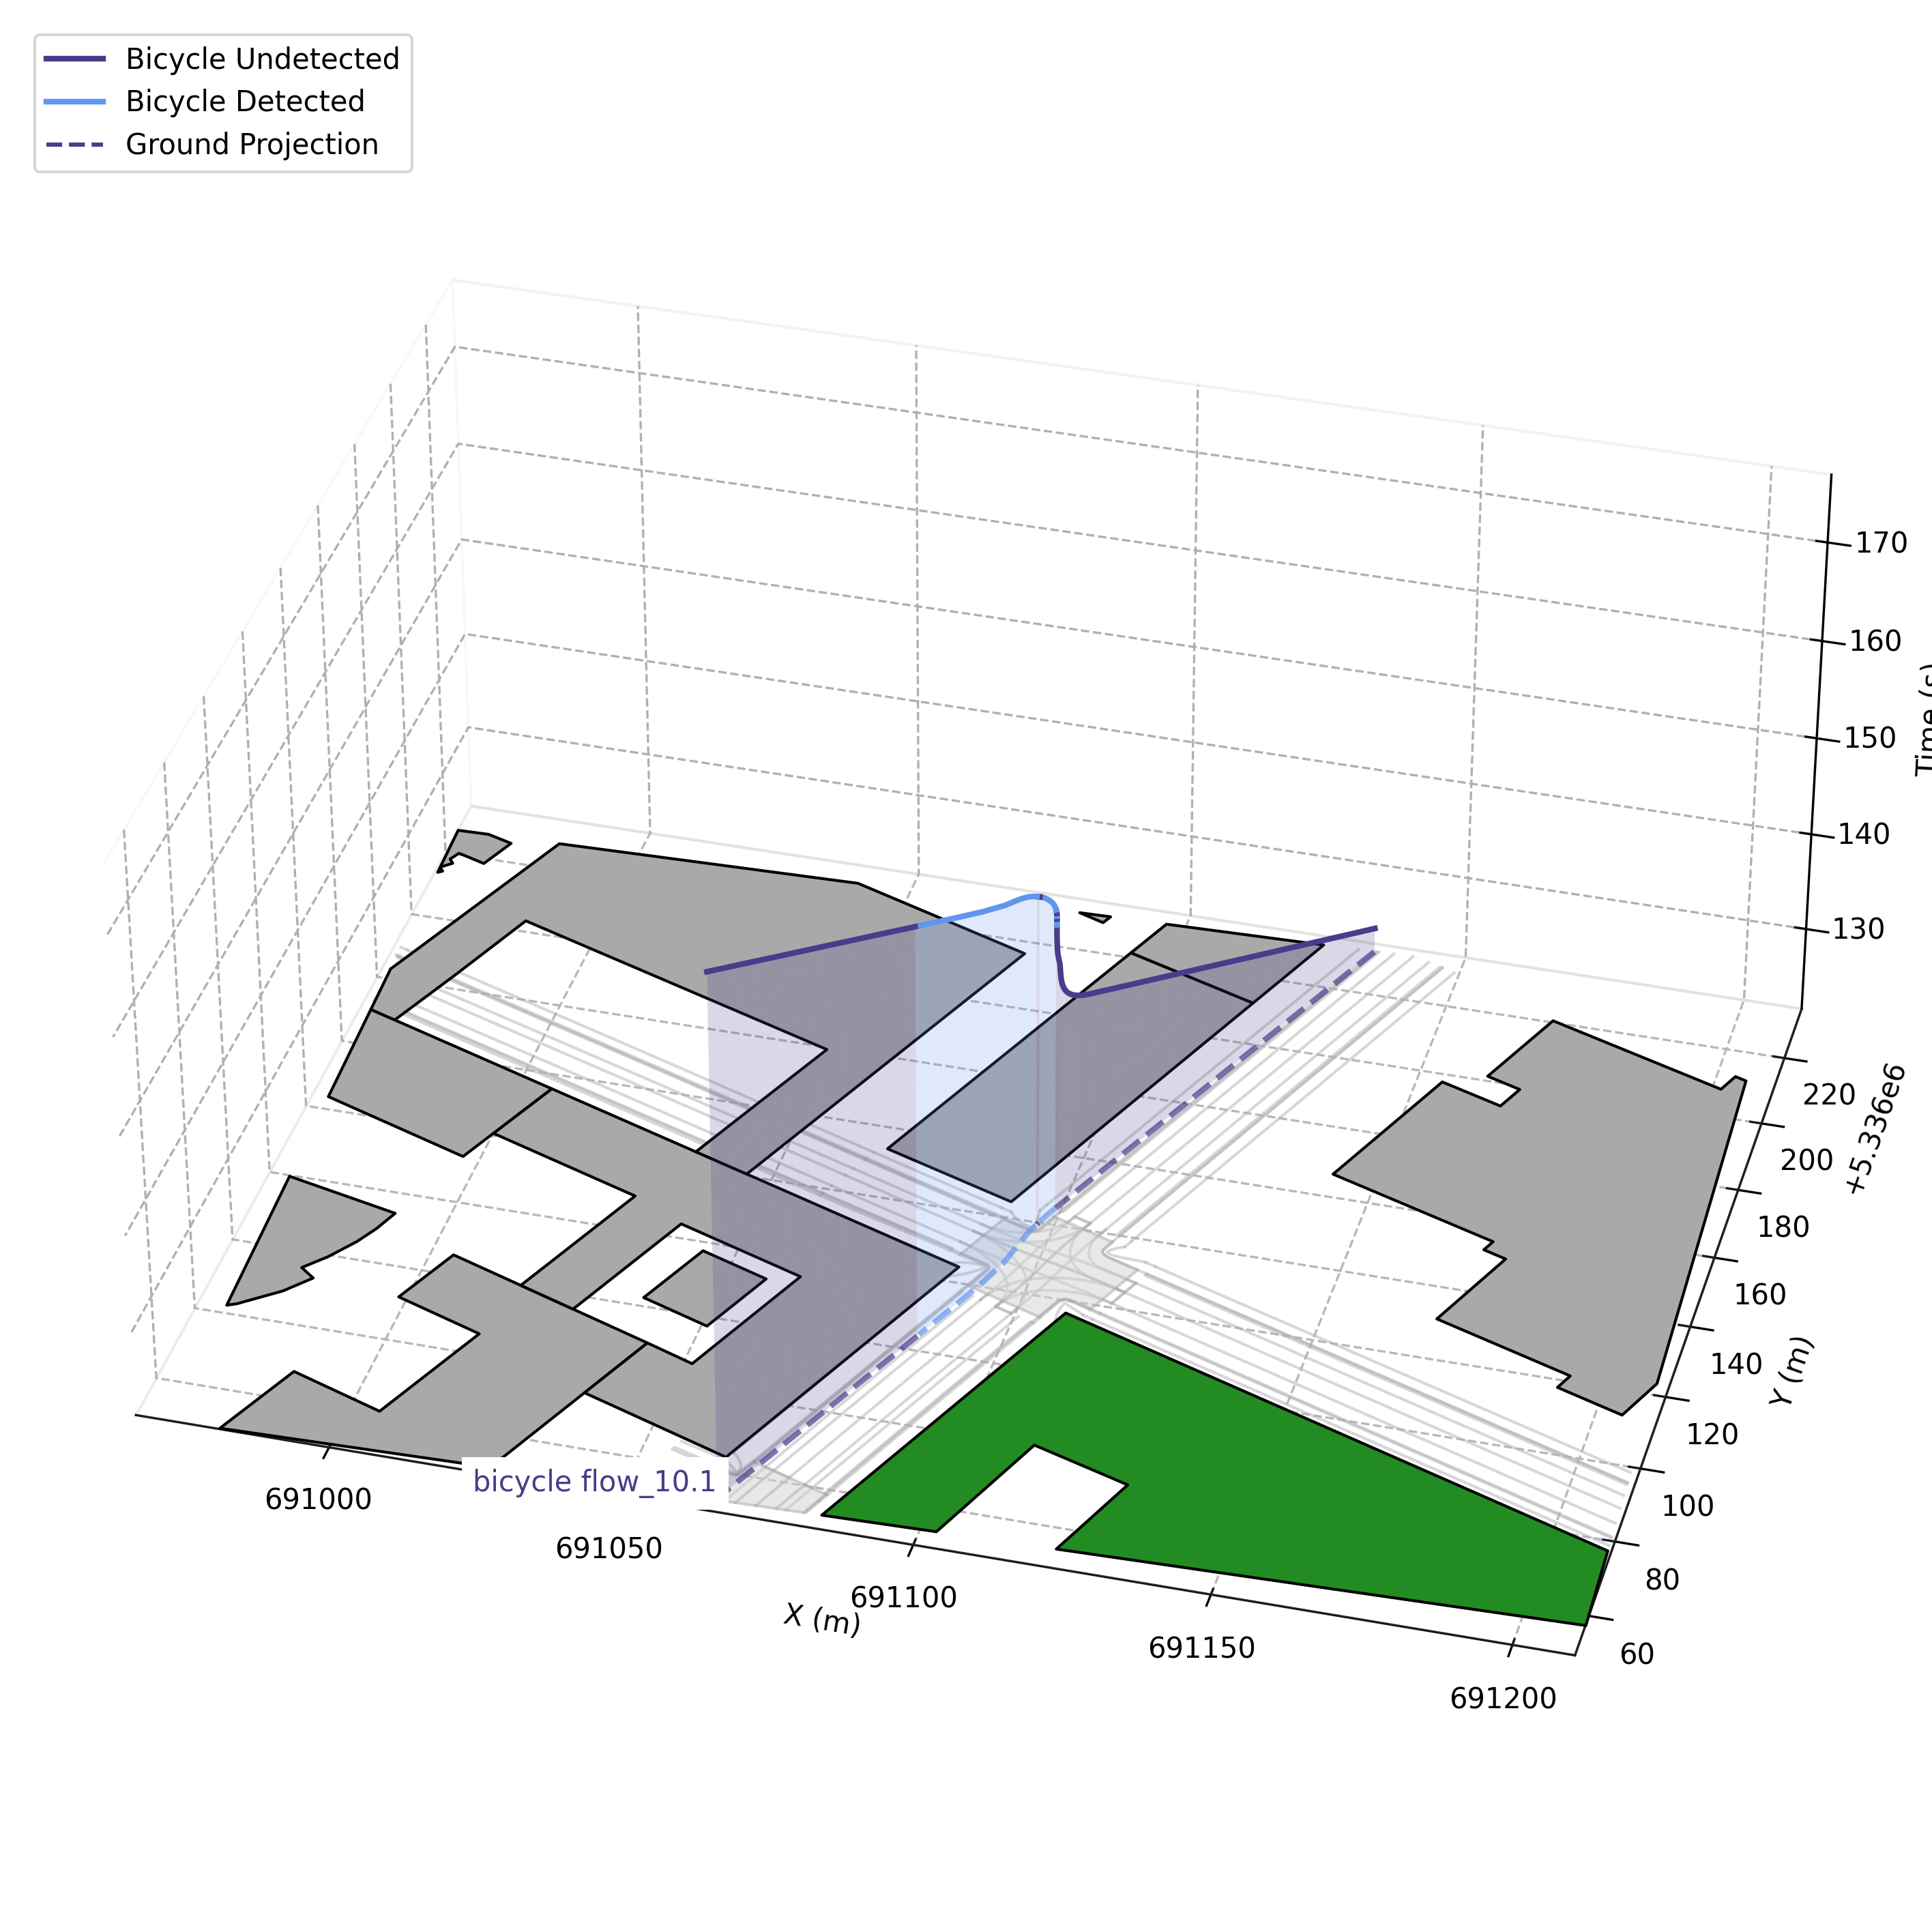 Bicycle Undetected
Bicycle Detected
Ground Projection
170
160
150
140
130
Time (s)
220
200
180
160
140
120
100
80
60
+5.336e6
Y (m)
bicycle flow_10.1
691000
691050
691100
691150
691200
X (m)